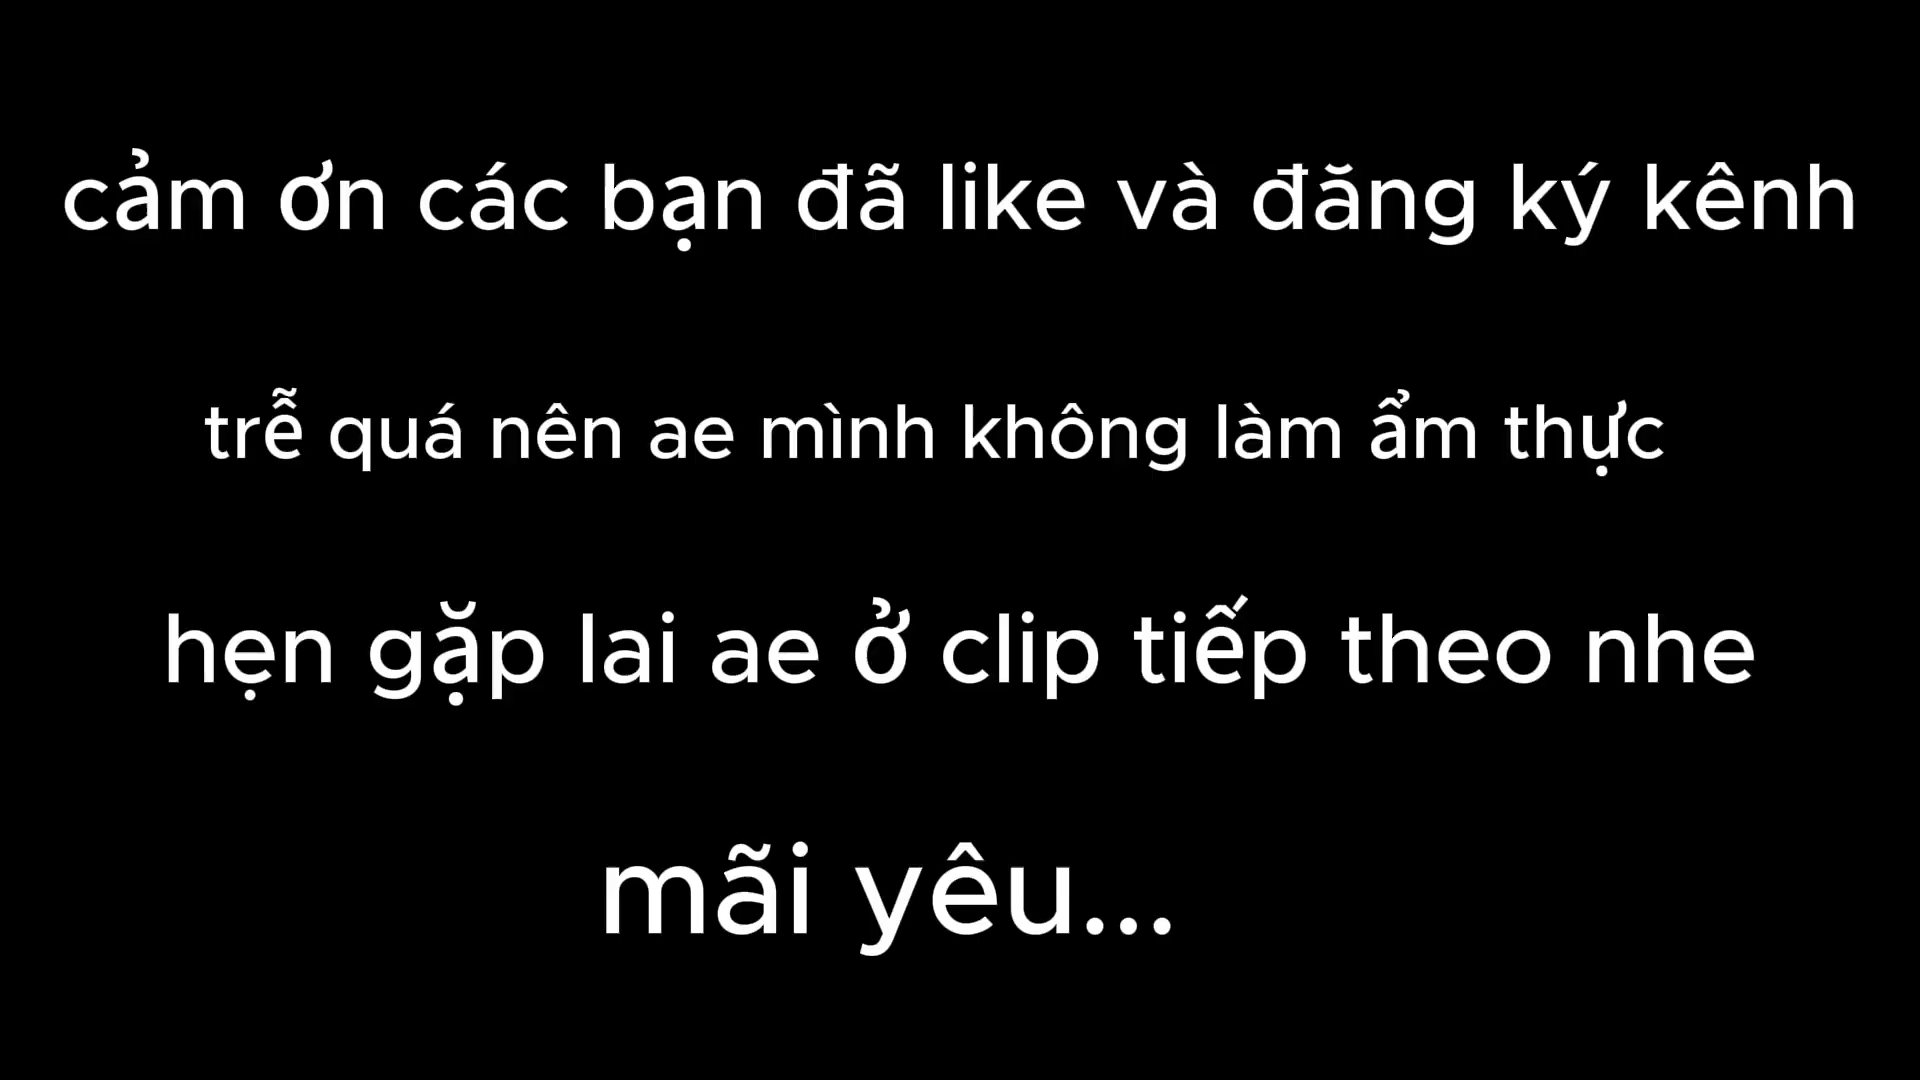 cảm ơn các bạn đã like và đăng ký kênh
trễ quá nên ae mình không làm ẩm thực
hẹn gặp lai ae ở clip tiếp theo nhe
mãi yêu...